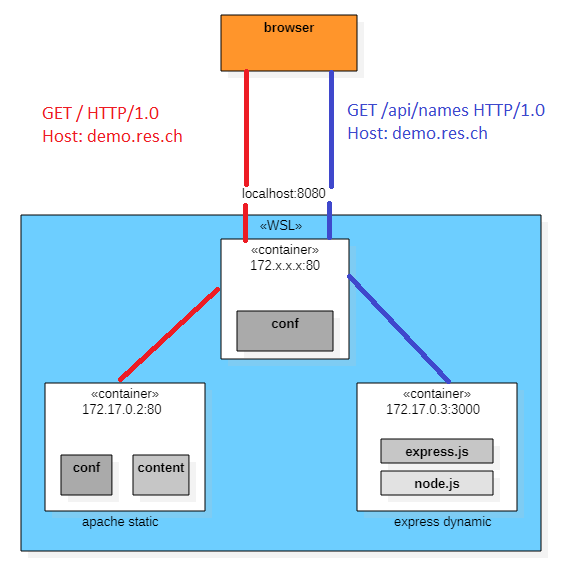 browser
GET / HTTP/1.0
Host: demo.res.ch
GET /api/names HTTP/1.0
Host: demo.res.ch
localhost:8080
«WSL»
«container»
172.x.x.x:80
conf
«container»
172.17.0.2:80
conf
content
apache static
«container»
172.17.0.3:3000
express.js
node.js
express dynamic